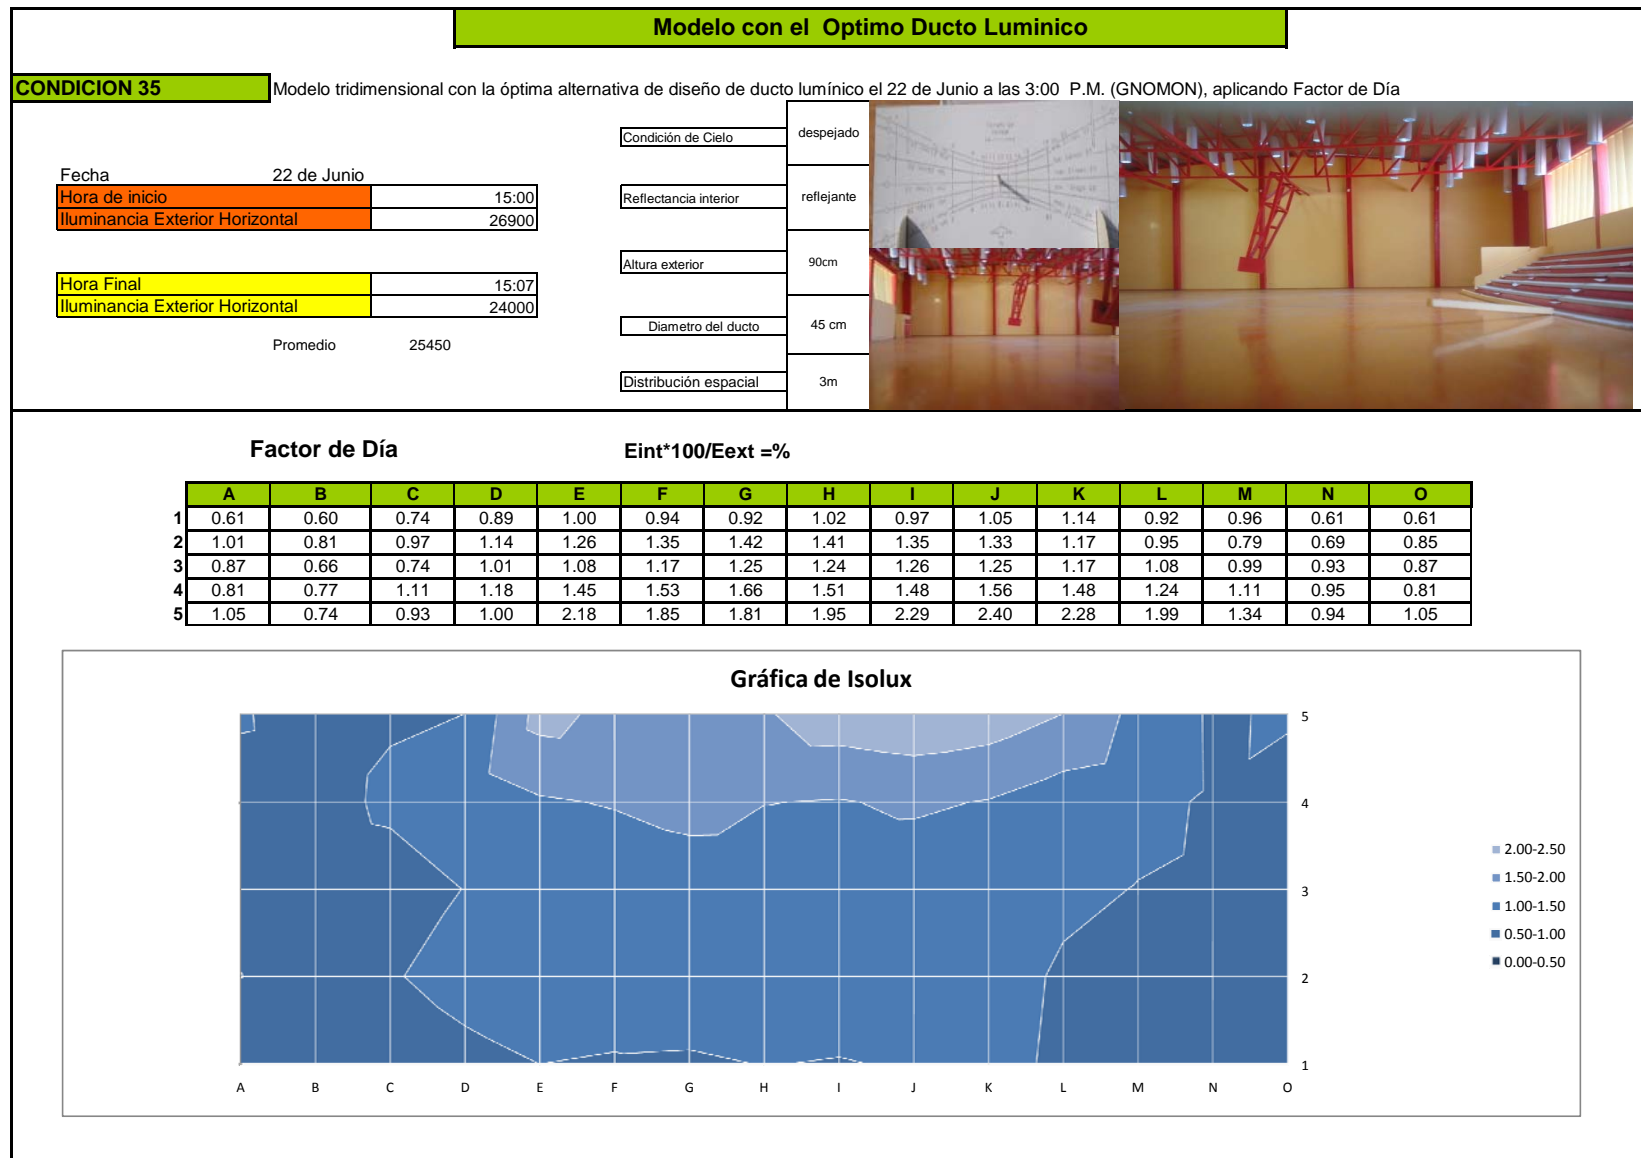 Modelo con el Optimo Ducto Luminico
CONDICION 35 Modelo tridimensional con la óptima alternativa de diseño de ducto lumínico el 22 de Junio a las 3:00 P.M. (GNOMON), aplicando Factor de Día
Condición de Cielo despejado
Fecha 22 de Junio
Hora de inicio 15:00
Iluminancia Exterior Horizontal 26900
Reflectancia interior reflejante
Altura exterior 90cm
Hora Final 15:07
Iluminancia Exterior Horizontal 24000
Diametro del ducto 45 cm
Promedio 25450
Distribución espacial 3m
Factor de Día Eint*100/Eext =%
A B C D E F G H I J K L M N O
1 0.61 0.60 0.74 0.89 1.00 0.94 0.92 1.02 0.97 1.05 1.14 0.92 0.96 0.61 0.61
2 1.01 0.81 0.97 1.14 1.26 1.35 1.42 1.41 1.35 1.33 1.17 0.95 0.79 0.69 0.85
3 0.87 0.66 0.74 1.01 1.08 1.17 1.25 1.24 1.26 1.25 1.17 1.08 0.99 0.93 0.87
4 0.81 0.77 1.11 1.18 1.45 1.53 1.66 1.51 1.48 1.56 1.48 1.24 1.11 0.95 0.81
5 1.05 0.74 0.93 1.00 2.18 1.85 1.81 1.95 2.29 2.40 2.28 1.99 1.34 0.94 1.05
Gráfica de Isolux
5
4
3
2
1
2.00-2.50
1.50-2.00
1.00-1.50
0.50-1.00
0.00-0.50
A B C D E F G H I J K L M N O